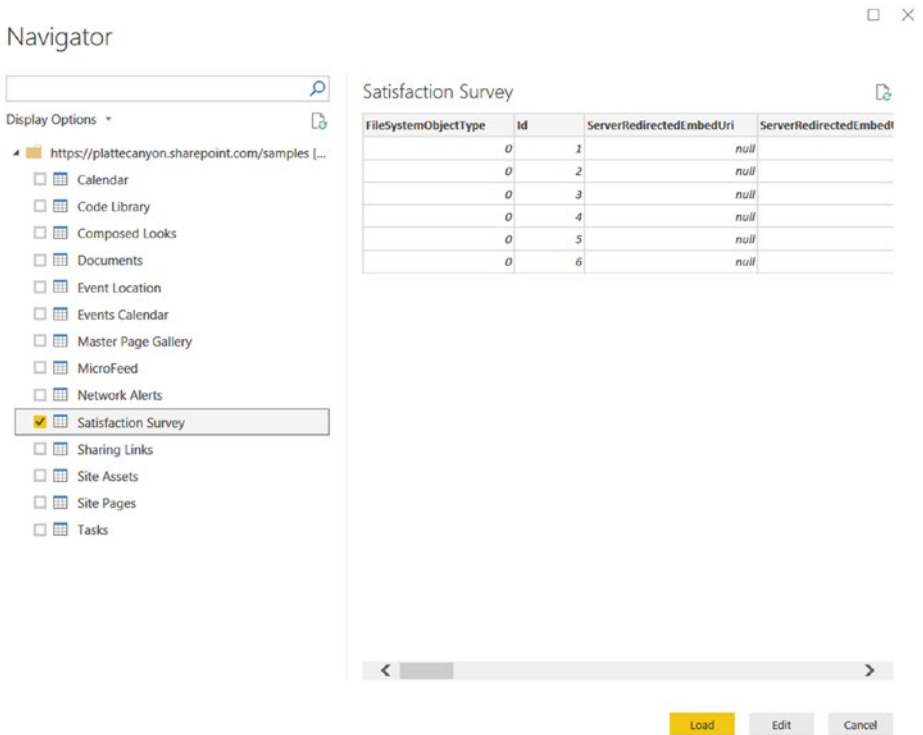 Navigator
Display Options
https://plattecanyon.sharepoint.com/samples [...
Calendar
Code Library
Composed Looks
Documents
Event Location
Events Calendar
Master Page Gallery
MicroFeed
Network Alerts
Satisfaction Survey
Sharing Links
Site Assets
Site Pages
Tasks
Satisfaction Survey
FileSystemObjectType Id ServerRedirectedEmbedUri ServerRedirectedEmbedU
0 1 null
0 2 null
0 3 null
0 4 null
0 5 null
0 6 null
Load Edit Cancel